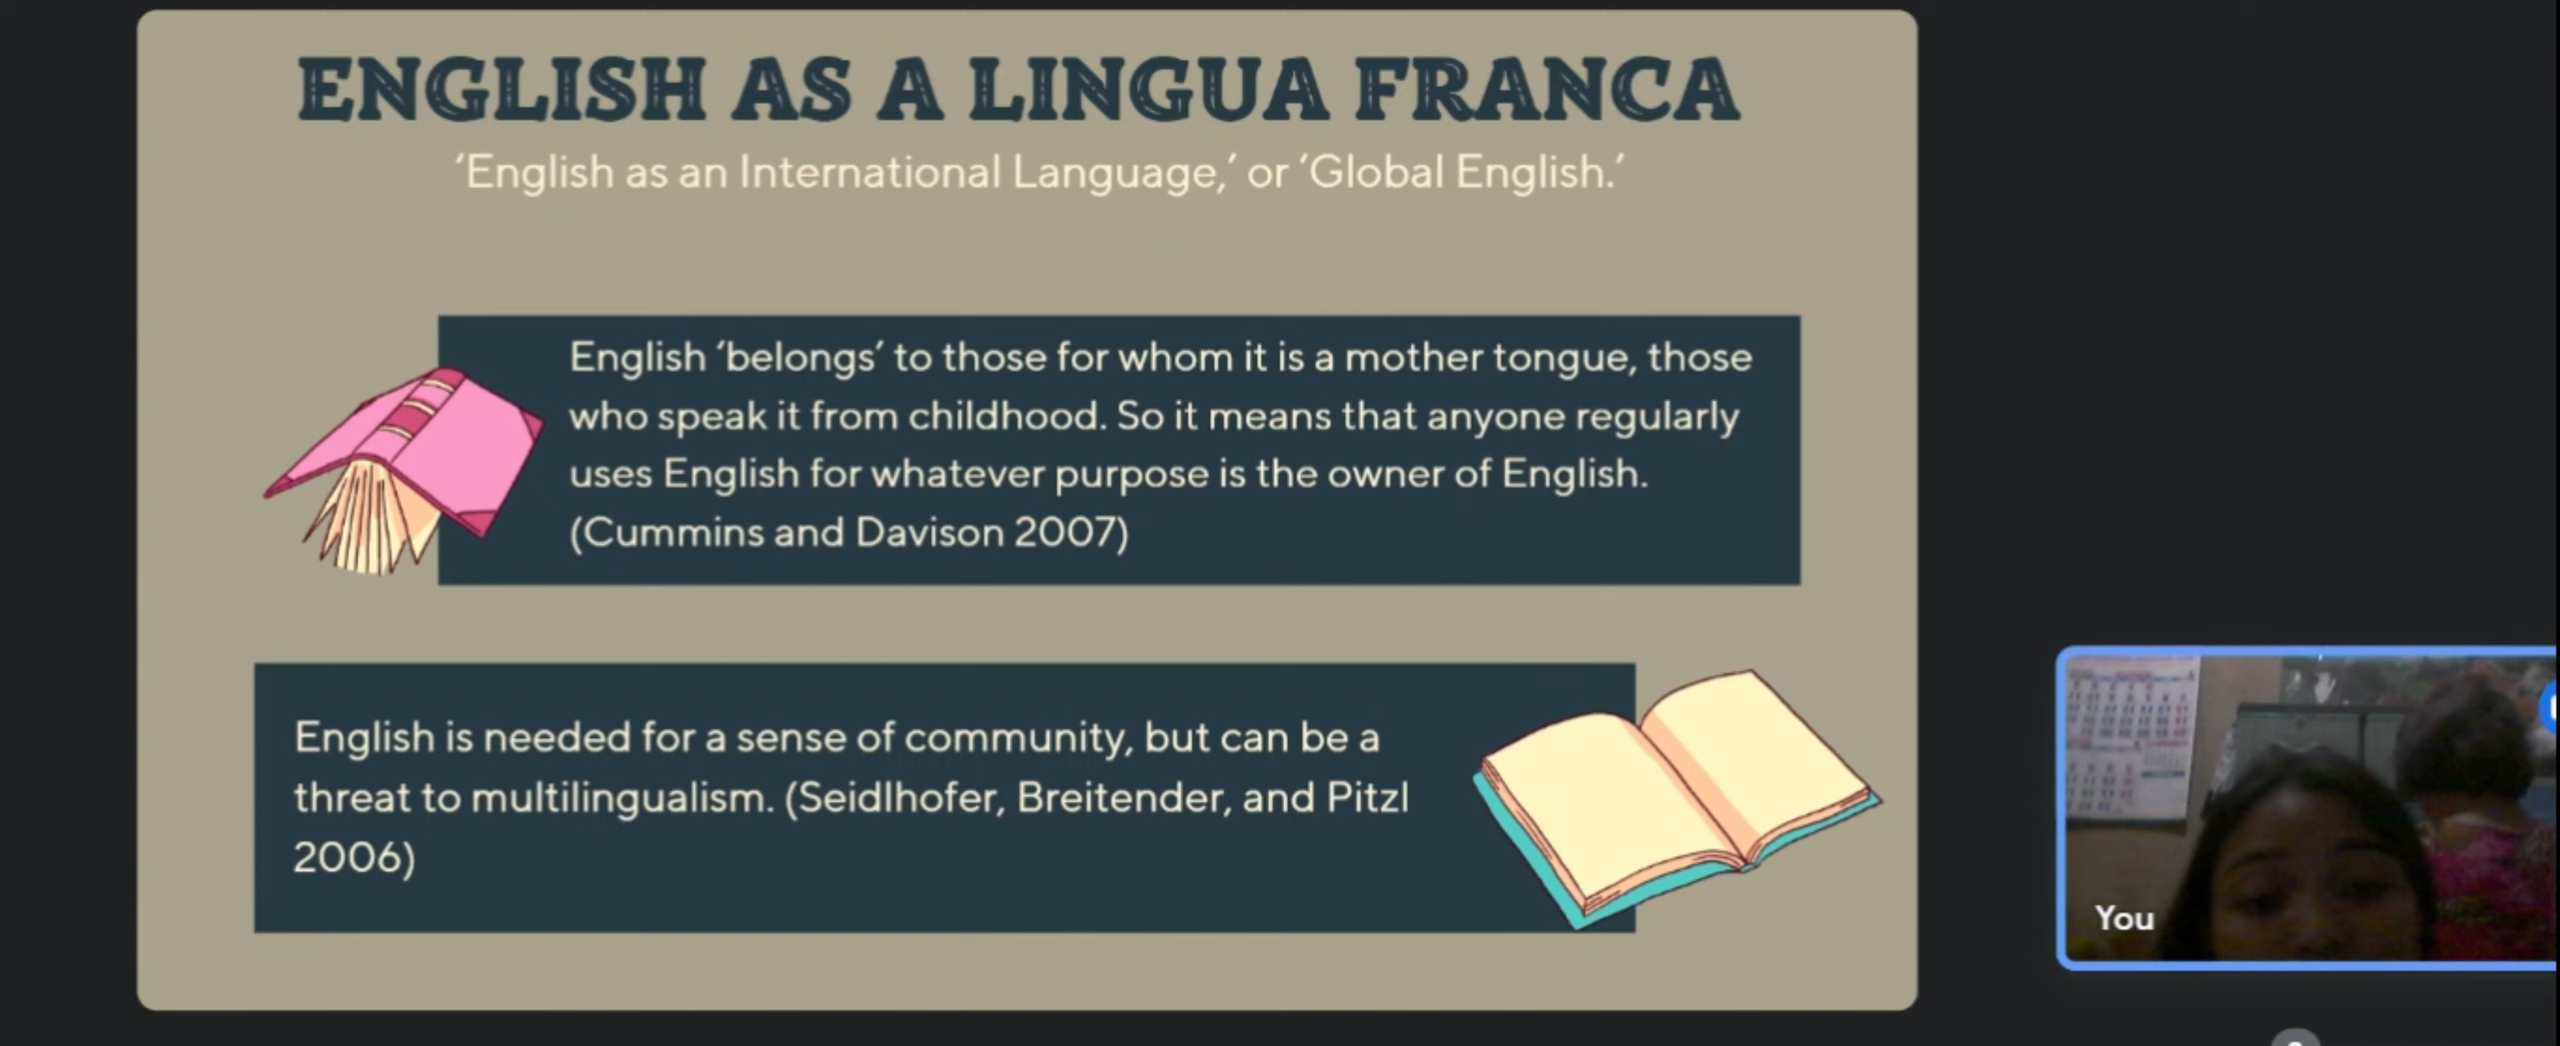 ENGLISH AS A LINGUA FRANCA
‘English as an International Language,’ or ‘Global English.’
English ‘belongs’ to those for whom it is a mother tongue, those
who speak it from childhood. So it means that anyone regularly
uses English for whatever purpose is the owner of English.
(Cummins and Davison 2007)
English is needed for a sense of community, but can be a
threat to multilingualism. (Seidlhofer, Breitender, and Pitzl
2006)
You